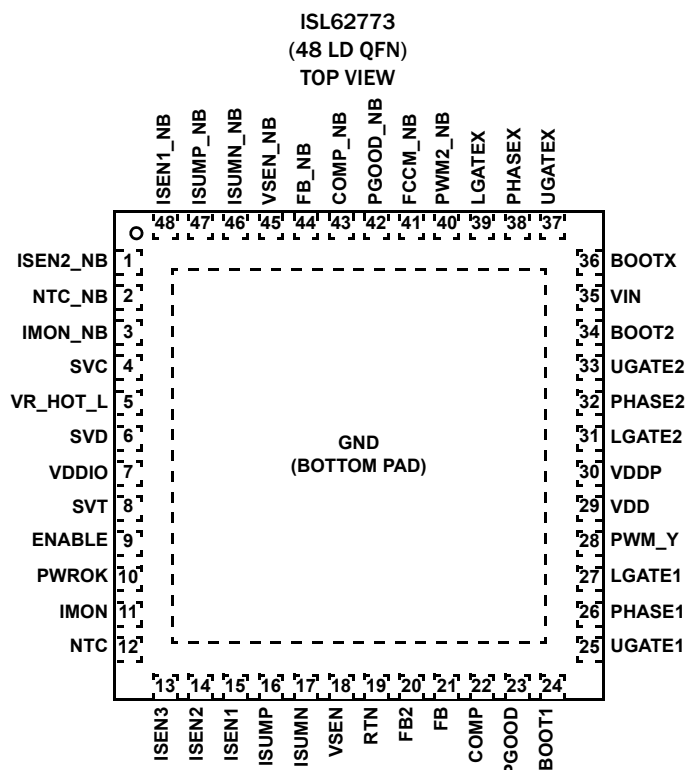 ISL62773
(48 LD QFN)
TOP VIEW
ISEN1_NB
ISUMP_NB
ISUMN_NB
VSEN_NB
FB_NB
COMP_NB
PGOOD_NB
FCCM_NB
PWM2_NB
LGATEX
PHASEX
UGATEX
48 47 46 45 44 43 42 41 40 39 38 37
ISEN2_NB 1
NTC_NB 2
IMON_NB 3
SVC 4
VR_HOT_L 5
SVD 6
VDDIO 7
SVT 8
ENABLE 9
PWROK 10
IMON 11
NTC 12
GND
(BOTTOM PAD)
36 BOOTX
35 VIN
34 BOOT2
33 UGATE2
32 PHASE2
31 LGATE2
30 VDDP
29 VDD
28 PWM_Y
27 LGATE1
26 PHASE1
25 UGATE1
13 14 15 16 17 18 19 20 21 22 23 24
ISEN3
ISEN2
ISEN1
ISUMP
ISUMN
VSEN
RTN
FB2
FB
COMP
PGOOD
BOOT1